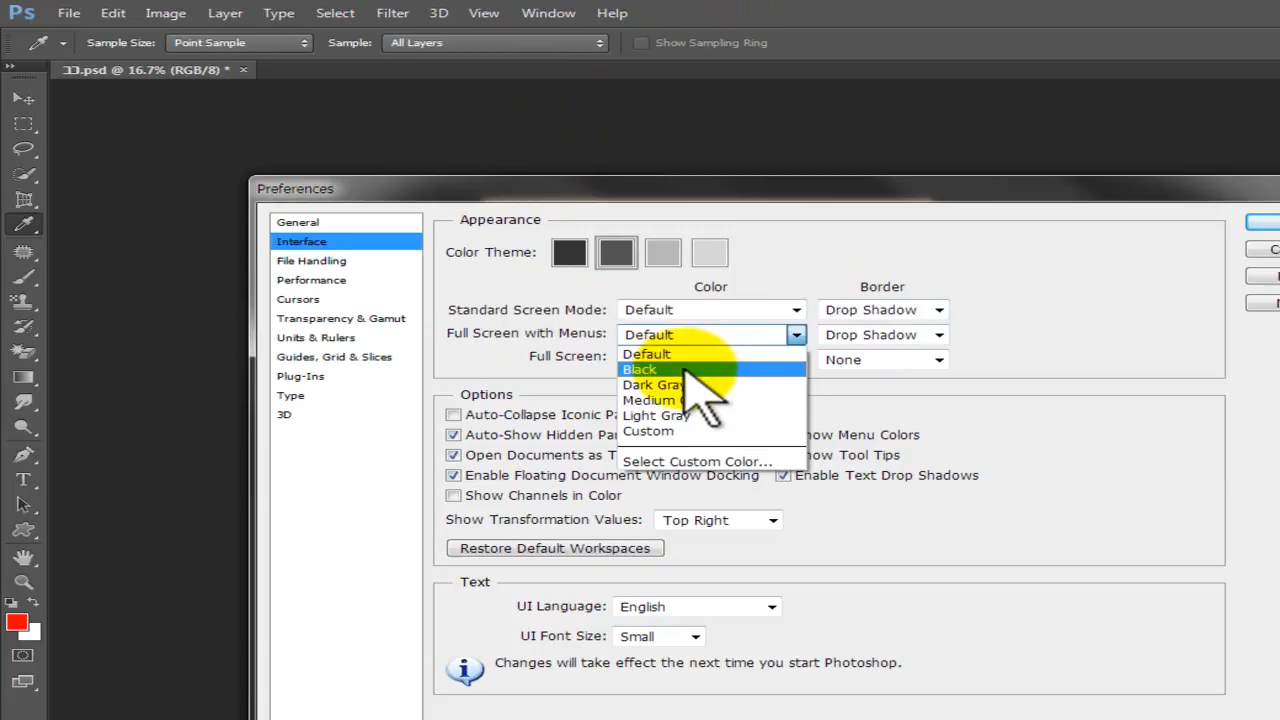 Ps File Edit Image Layer Type Select Filter 3D View Window Help
Sample Size: Point Sample Sample: All Layers Show Sampling Ring
.psd @ 16.7% (RGB/8) * ×
Preferences
General
Interface
File Handling
Performance
Cursors
Transparency & Gamut
Units & Rulers
Guides, Grid & Slices
Plug-Ins
Type
3D
Appearance
Color Theme:
Color Border
Standard Screen Mode: Default Drop Shadow
Full Screen with Menus: Default Drop Shadow
Full Screen: None
Default
Black
Dark Gray
Medium
Light Gray
Custom
Select Custom Color...
Options
Auto-Collapse Iconic
Auto-Show Hidden Menu Colors
Open Documents as Tool Tips
Enable Floating Document Window Docking Enable Text Drop Shadows
Show Channels in Color
Show Transformation Values: Top Right
Restore Default Workspaces
Text
UI Language: English
UI Font Size: Small
Changes will take effect the next time you start Photoshop.